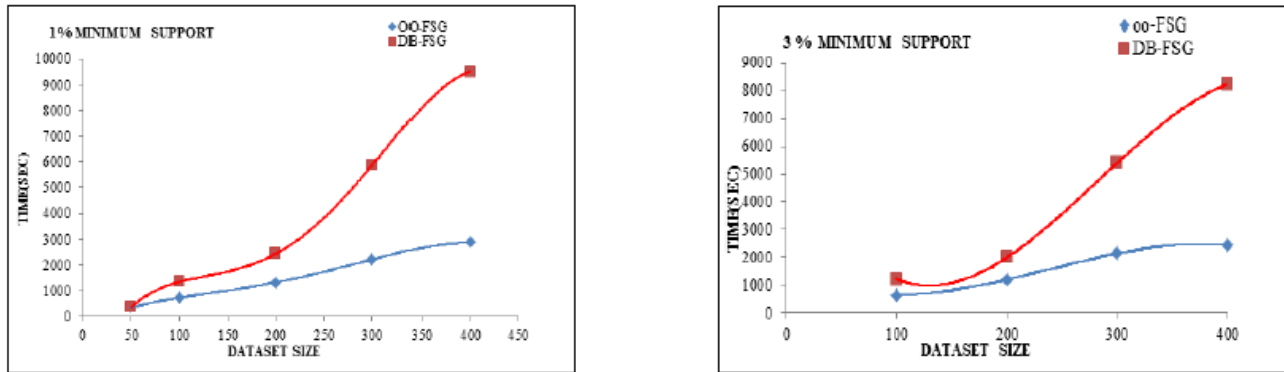 1% MINIMUM SUPPORT
OO-FSG
DB-FSG
10000
9000
8000
7000
6000
5000
4000
3000
2000
1000
0
TIME(SEC)
0 50 100 150 200 250 300 350 400 450
DATASET SIZE
3 % MINIMUM SUPPORT
oo-FSG
DB-FSG
9000
8000
7000
6000
5000
4000
3000
2000
1000
0
TIME(SEC)
0 100 200 300 400
DATASET SIZE